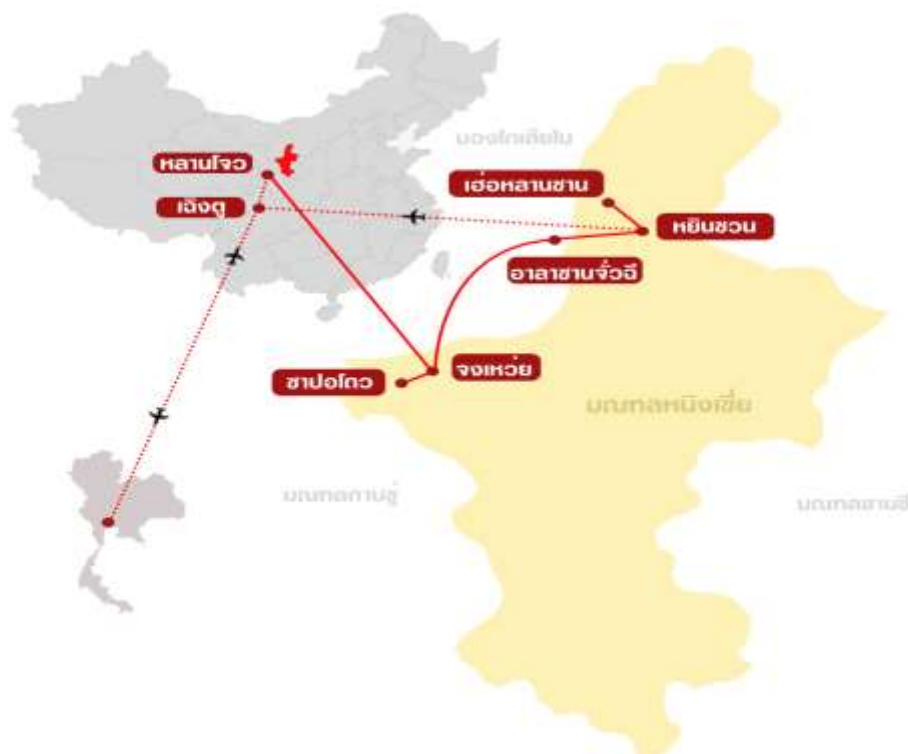 มองโกเลียใน
หลานโจว
เฮ่อหลานซาน
เฉิงตู
หยินชวน
อาลาซานจั่วฉี
จงเหว่ย
ซาปอโถว
มณฑลหนิงเซี่ย
มณฑลกานซู่
มณฑลซานซี